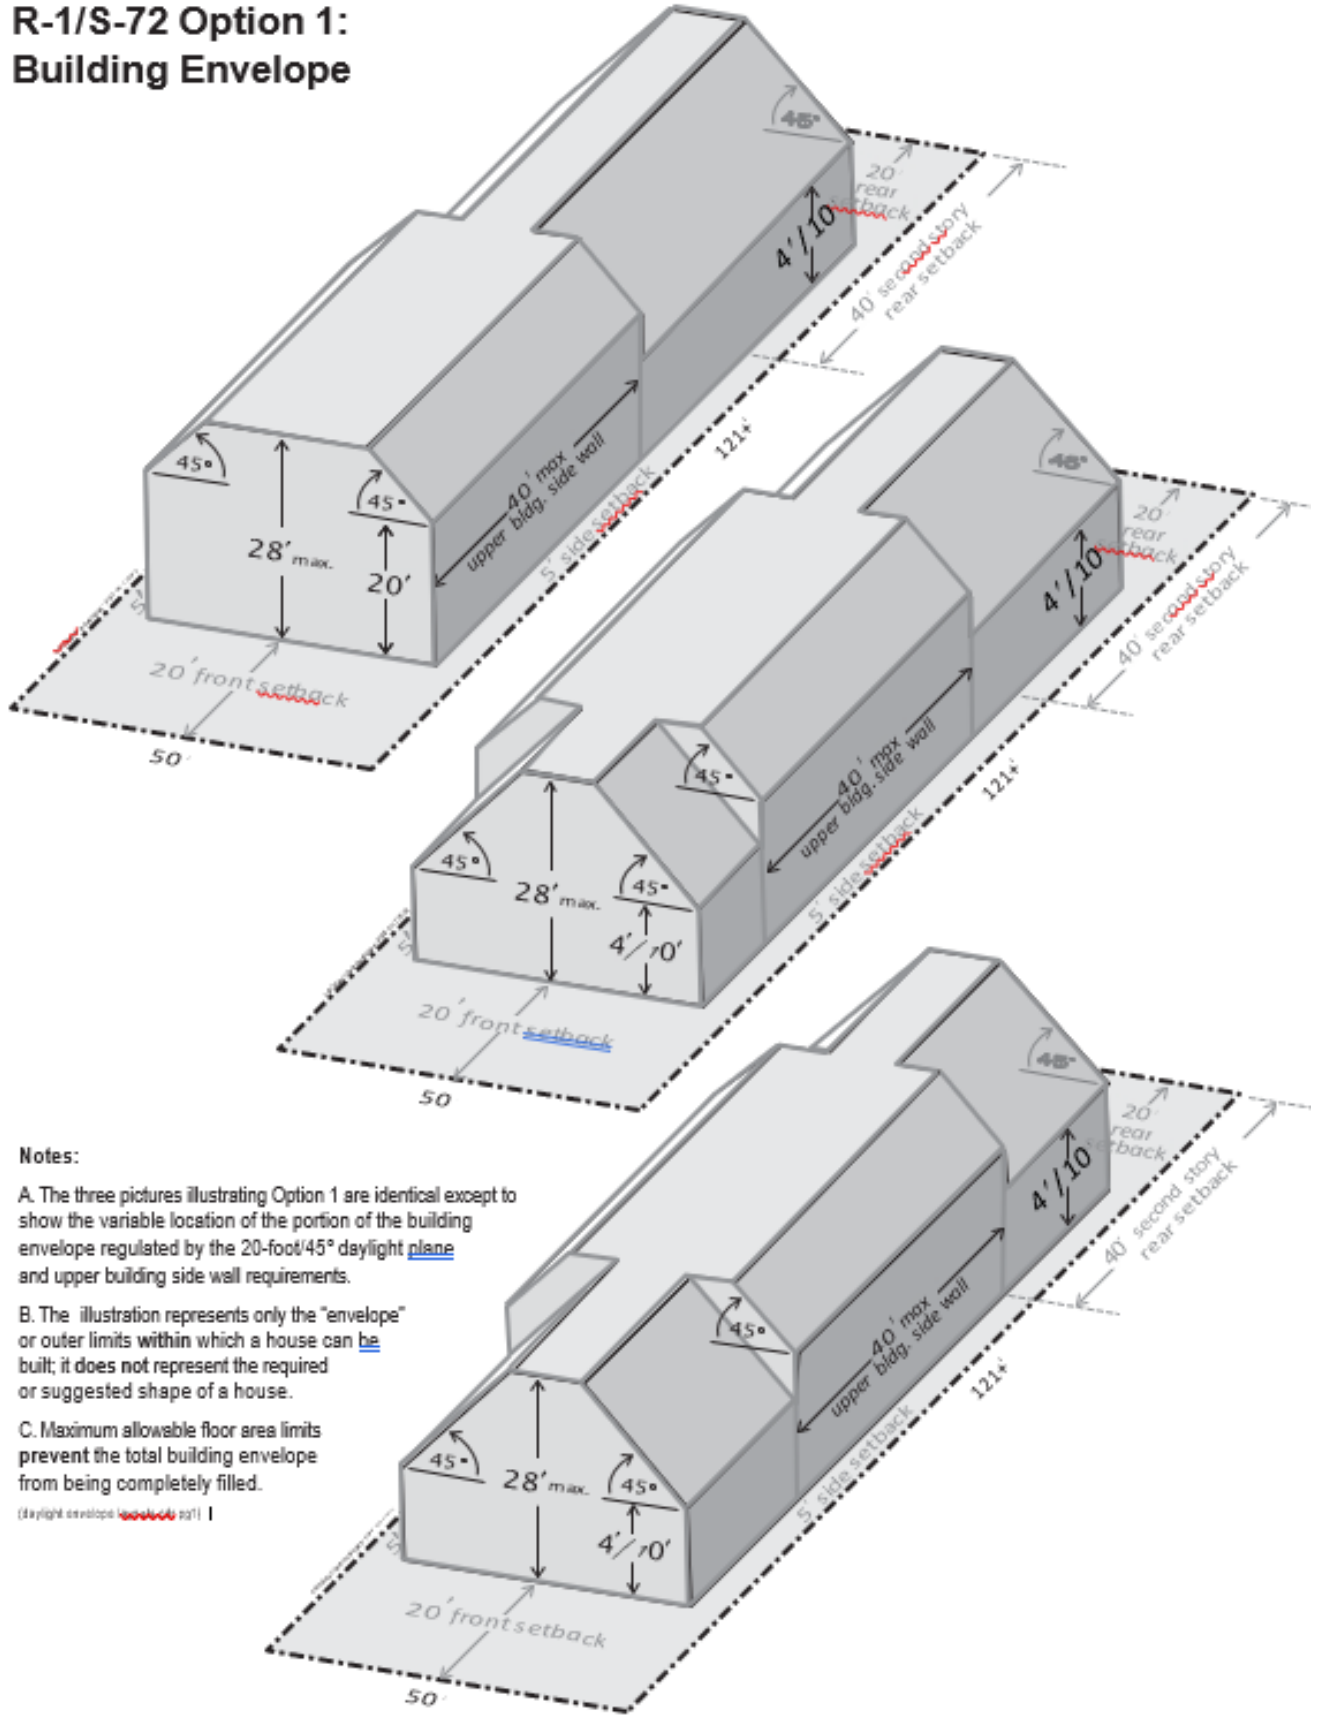 R-1/S-72 Option 1:
Building Envelope
45°
20'
rear
setback
4'/10'
40' second story
rear setback
45°
45°
28' max.
20'
40' max
upper bldg. side wall
121+'
5' side setback
5'
20' front setback
50'
45°
20'
rear
setback
4'/10'
40' second story
rear setback
45°
40' max
upper bldg. side wall
121+'
45°
45°
28' max.
4'/10'
5' side setback
5'
20' front setback
50
45°
20'
rear
setback
4'/10'
40' second story
rear setback
45°
40' max
upper bldg. side wall
121+'
45°
45°
28' max.
4'/10'
5' side setback
5'
20' front setback
50'
Notes:
A. The three pictures illustrating Option 1 are identical except to
show the variable location of the portion of the building
envelope regulated by the 20-foot/45° daylight plane
and upper building side wall requirements.
B. The illustration represents only the "envelope"
or outer limits within which a house can be
built; it does not represent the required
or suggested shape of a house.
C. Maximum allowable floor area limits
prevent the total building envelope
from being completely filled.
(daylight envelope pg1)